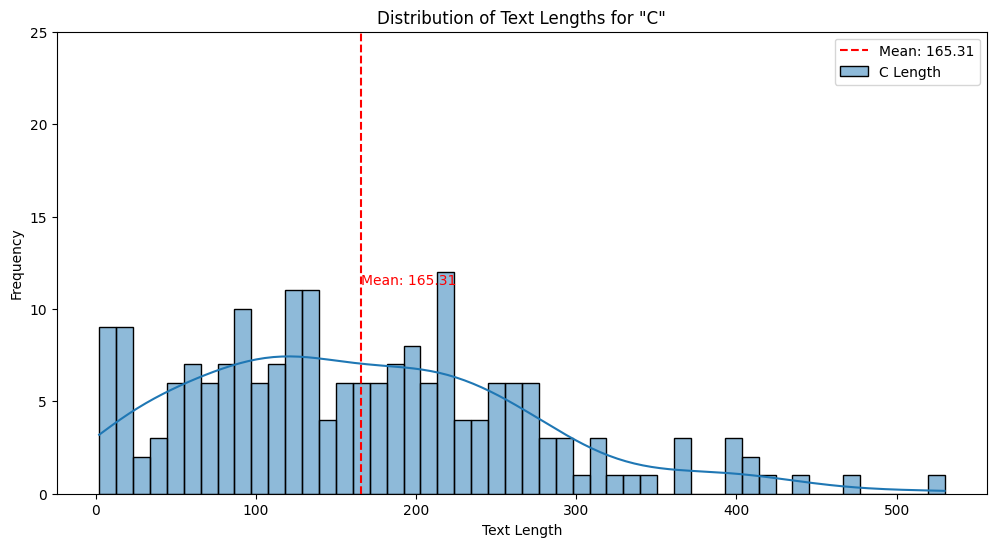 Distribution of Text Lengths for "C"
25
20
15
10
5
0
Frequency
Mean: 165.31
C Length
Mean: 165.31
0 100 200 300 400 500
Text Length